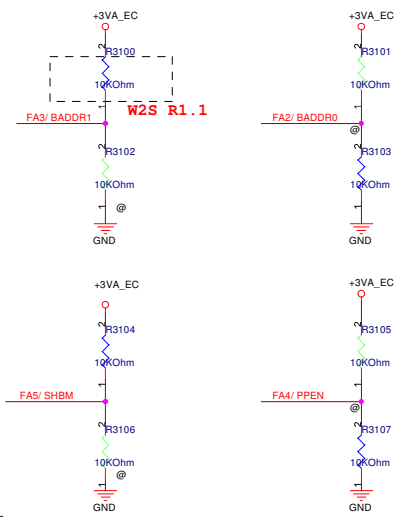 +3VA_EC
2
R3100
10KOhm
1
W2S R1.1
FA3/ BADDR1
2
R3102
10KOhm
1
@
GND
+3VA_EC
2
R3101
10KOhm
1
FA2/ BADDR0
@
2
R3103
10KOhm
1
GND
+3VA_EC
2
R3104
10KOhm
1
FA5/ SHBM
2
R3106
10KOhm
@
1
GND
+3VA_EC
2
R3105
10KOhm
1
FA4/ PPEN
@
2
R3107
10KOhm
1
GND